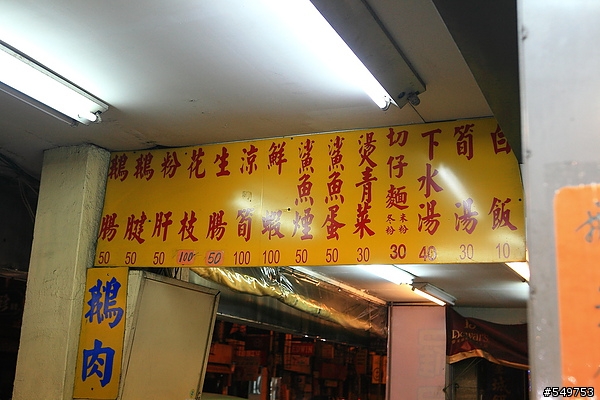 鵝腸 50
鵝腱 50
粉肝 50
花枝 100
生腸 50
涼筍 100
鮮蝦 100
鯊魚煙 50
鯊魚蛋 50
燙青菜 30
切仔麵 米粉 冬粉 30
下水湯 40
筍湯 30
白飯 10
鵝肉
#549753